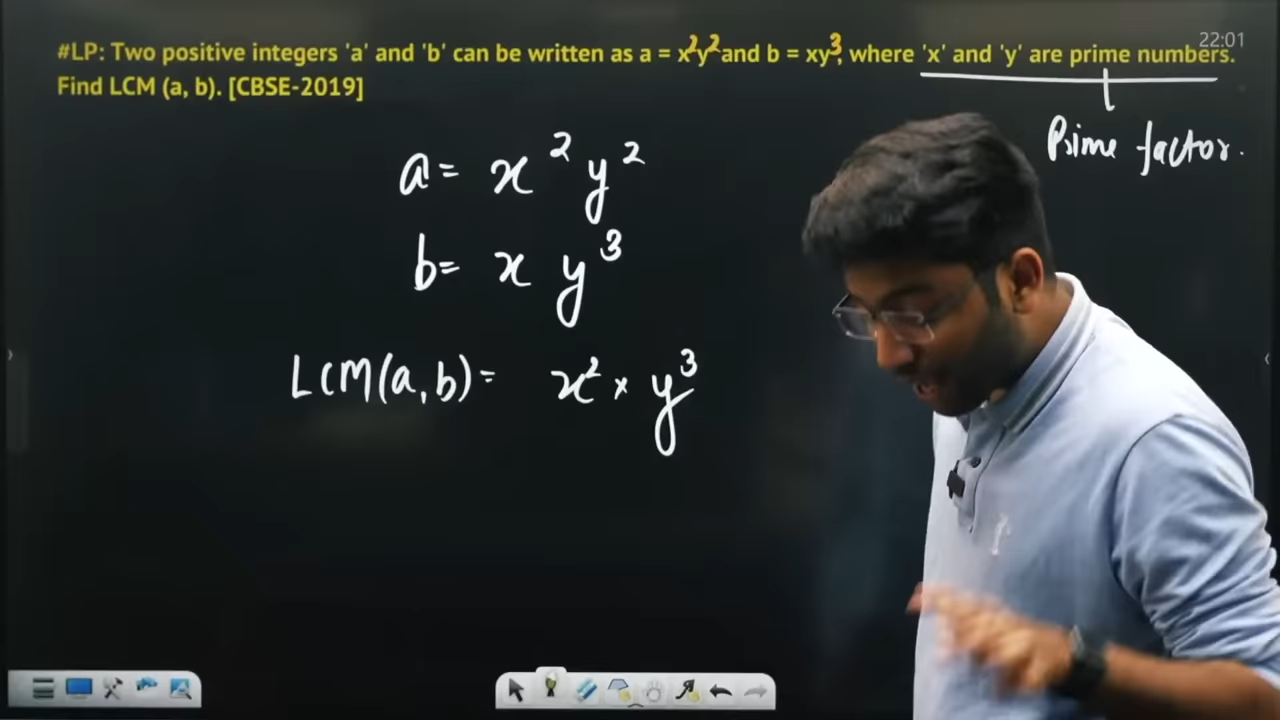 22:01
#LP: Two positive integers 'a' and 'b' can be written as a = x²y² and b = xy³, where 'x' and 'y' are prime numbers.
Find LCM (a, b). [CBSE-2019]
Prime factor.
a = x² y²
b = x y³
LCM(a, b) = x² × y³